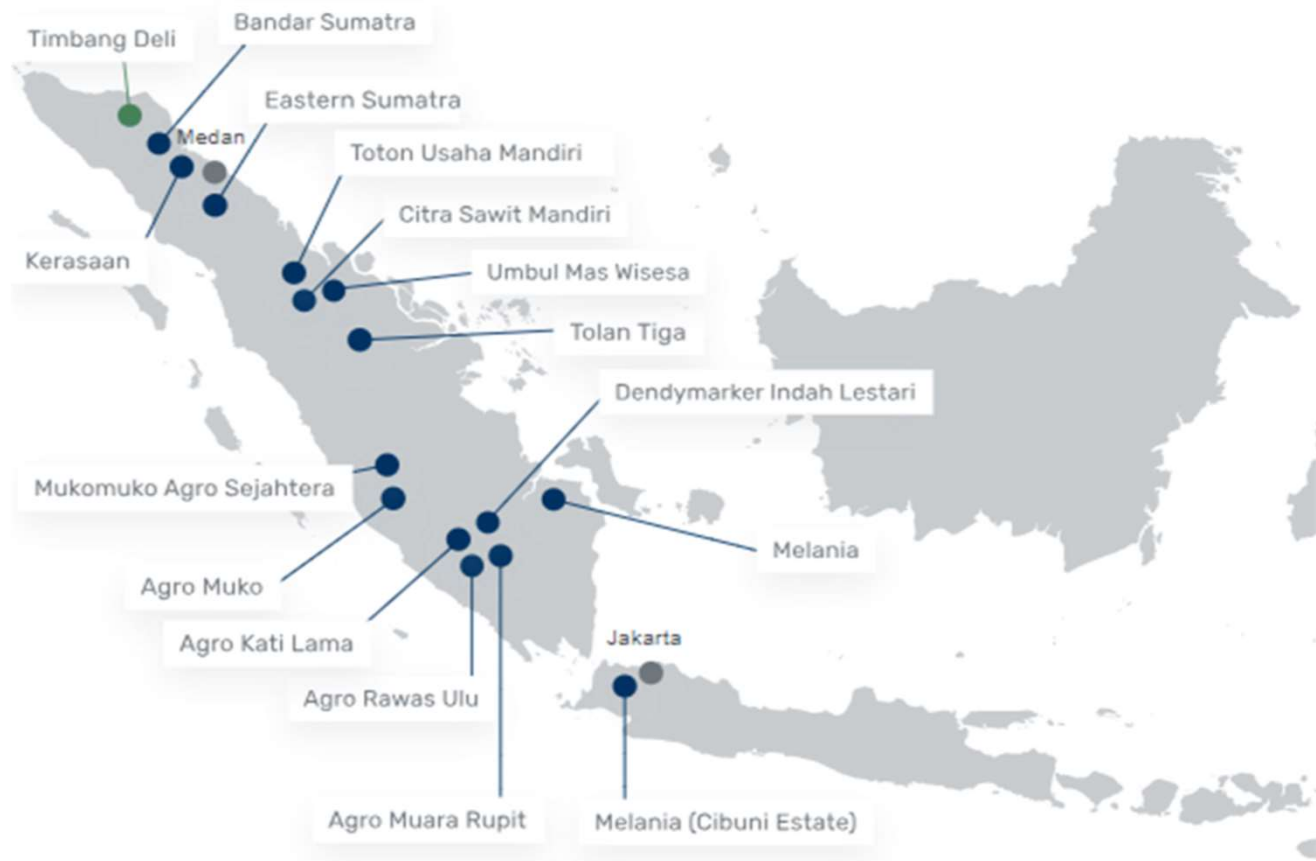 Bandar Sumatra
Timbang Deli
Eastern Sumatra
Medan
Toton Usaha Mandiri
Citra Sawit Mandiri
Kerasaan
Umbul Mas Wisesa
Tolan Tiga
Dendymarker Indah Lestari
Mukomuko Agro Sejahtera
Melania
Agro Muko
Agro Kati Lama
Jakarta
Agro Rawas Ulu
Agro Muara Rupit
Melania (Cibuni Estate)